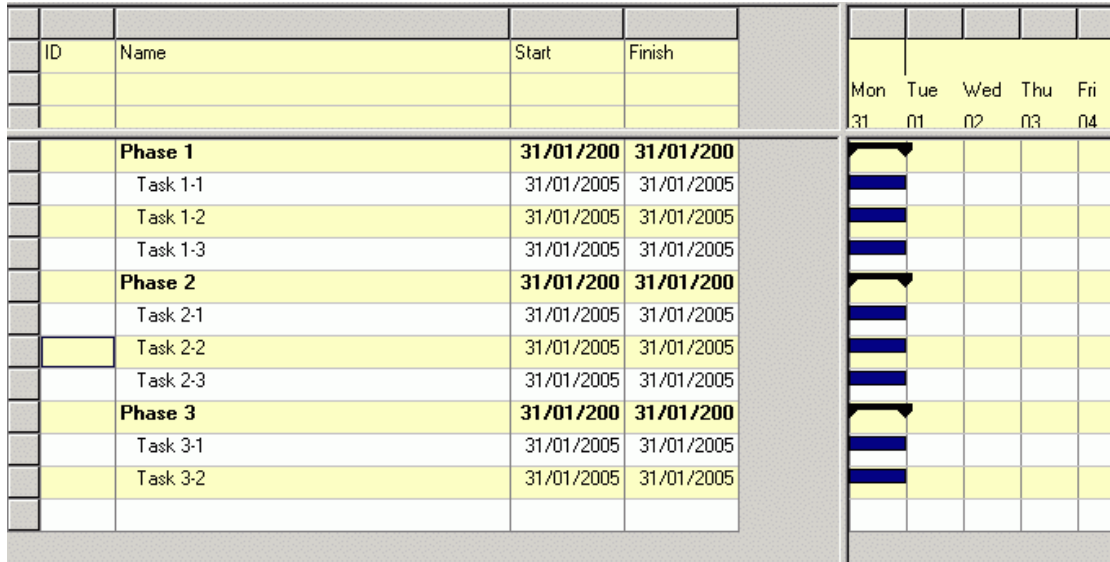 ID Name Start Finish
Mon Tue Wed Thu Fri
31 01 02 03 04
Phase 1 31/01/200 31/01/200
Task 1-1 31/01/2005 31/01/2005
Task 1-2 31/01/2005 31/01/2005
Task 1-3 31/01/2005 31/01/2005
Phase 2 31/01/200 31/01/200
Task 2-1 31/01/2005 31/01/2005
Task 2-2 31/01/2005 31/01/2005
Task 2-3 31/01/2005 31/01/2005
Phase 3 31/01/200 31/01/200
Task 3-1 31/01/2005 31/01/2005
Task 3-2 31/01/2005 31/01/2005